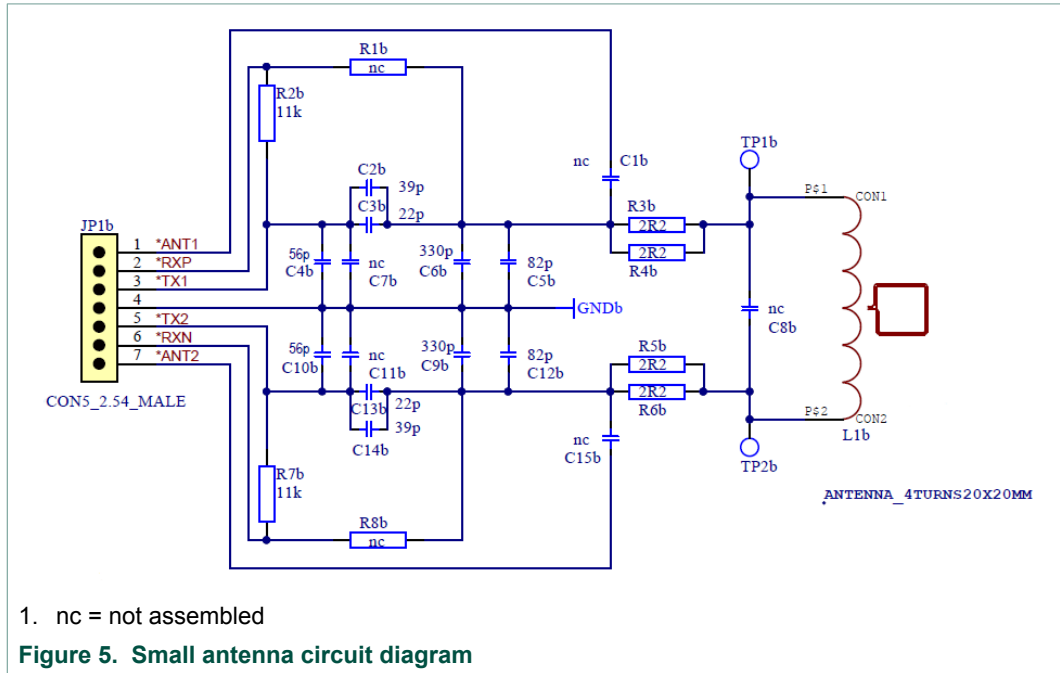 R1b
nc
R2b
11k
nc
C1b
TP1b
C2b
39p
C3b
22p
P$1
CON1
R3b
2R2
2R2
R4b
JP1b
1
*ANT1
2
*RXP
3
*TX1
4
5
*TX2
6
*RXN
7
*ANT2
CON5_2.54_MALE
56p
C4b
nc
C7b
330p
C6b
82p
C5b
GNDb
nc
C8b
56p
C10b
nc
C11b
330p
C9b
82p
C12b
R5b
2R2
2R2
R6b
C13b
22p
39p
C14b
nc
C15b
P$2
CON2
L1b
TP2b
R7b
11k
R8b
nc
ANTENNA_4TURNS20X20MM
1. nc = not assembled
Figure 5. Small antenna circuit diagram